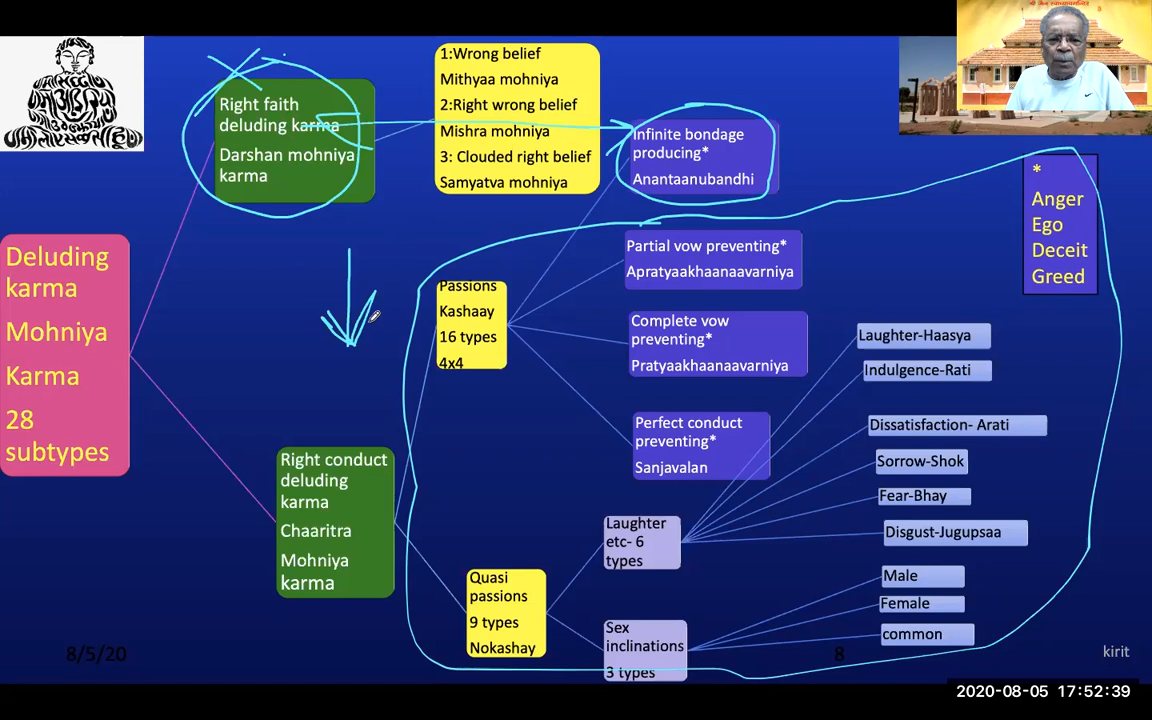 Right faith
deluding karma
Darshan mohniya
karma
1:Wrong belief
Mithyaa mohniya
2:Right wrong belief
Mishra mohniya
3: Clouded right belief
Samyatva mohniya
Infinite bondage
producing*
Anantaanubandhi
*
Anger
Ego
Deceit
Greed
Deluding
karma
Mohniya
Karma
28
subtypes
Partial vow preventing*
Apratyaakhaanaavarniya
Passions
Kashaay
16 types
4x4
Complete vow
preventing*
Pratyaakhaanaavarniya
Perfect conduct
preventing*
Sanjavalan
Laughter-Haasya
Indulgence-Rati
Dissatisfaction- Arati
Sorrow-Shok
Fear-Bhay
Disgust-Jugupsaa
Right conduct
deluding
karma
Chaaritra
Mohniya
karma
Laughter
etc- 6
types
Quasi
passions
9 types
Nokashay
Sex
inclinations
3 types
Male
Female
common
8/5/20
8
kirit
2020-08-05 17:52:39